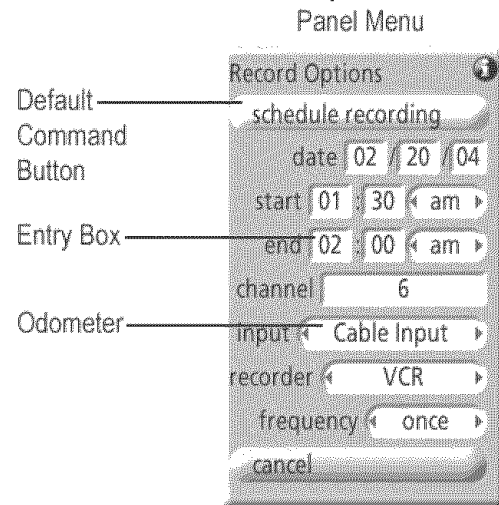 Panel Menu
Record Options i
Default
Command
Button
schedule recording
date 02 / 20 / 04
start 01 : 30 am
Entry Box
end 02 : 00 am
channel 6
Odometer
input Cable Input
recorder VCR
frequency once
cancel